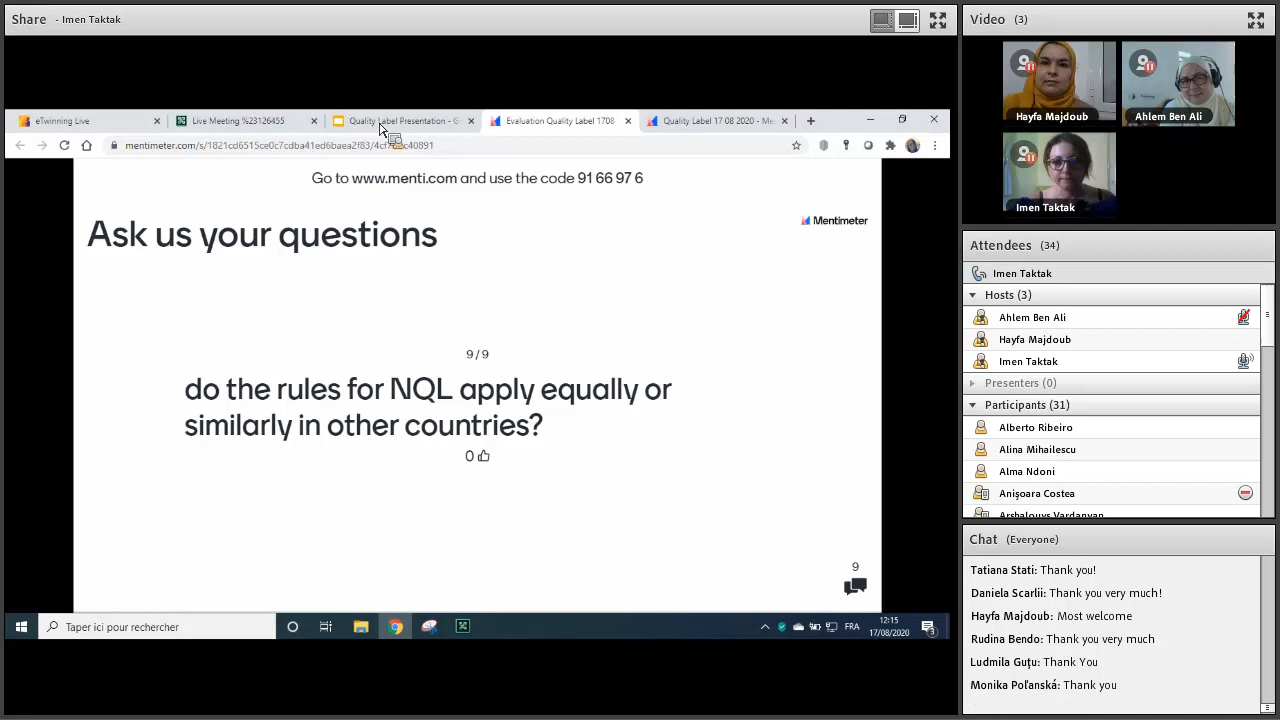 Share - Imen Taktak
eTwinning Live
Live Meeting %23126455
Quality Label Presentation - G
Evaluation Quality Label 1708
Quality Label 17 08 2020 - Me
Go to www.menti.com and use the code 91 66 97 6
Mentimeter
Ask us your questions
9/9
do the rules for NQL apply equally or
similarly in other countries?
0
9
Taper ici pour rechercher
FRA
12:15
17/08/2020
3
Video (3)
Hayfa Majdoub
Ahlem Ben Ali
Imen Taktak
Attendees (34)
Imen Taktak
Hosts (3)
Ahlem Ben Ali
Hayfa Majdoub
Imen Taktak
Presenters (0)
Participants (31)
Alberto Ribeiro
Alina Mihailescu
Alma Ndoni
Anişoara Costea
Arshalouys Vardanyan
Chat (Everyone)
Tatiana Stati: Thank you!
Daniela Scarlii: Thank you very much!
Hayfa Majdoub: Most welcome
Rudina Bendo: Thank you very much
Ludmila Guţu: Thank You
Monika Poľanská: Thank you